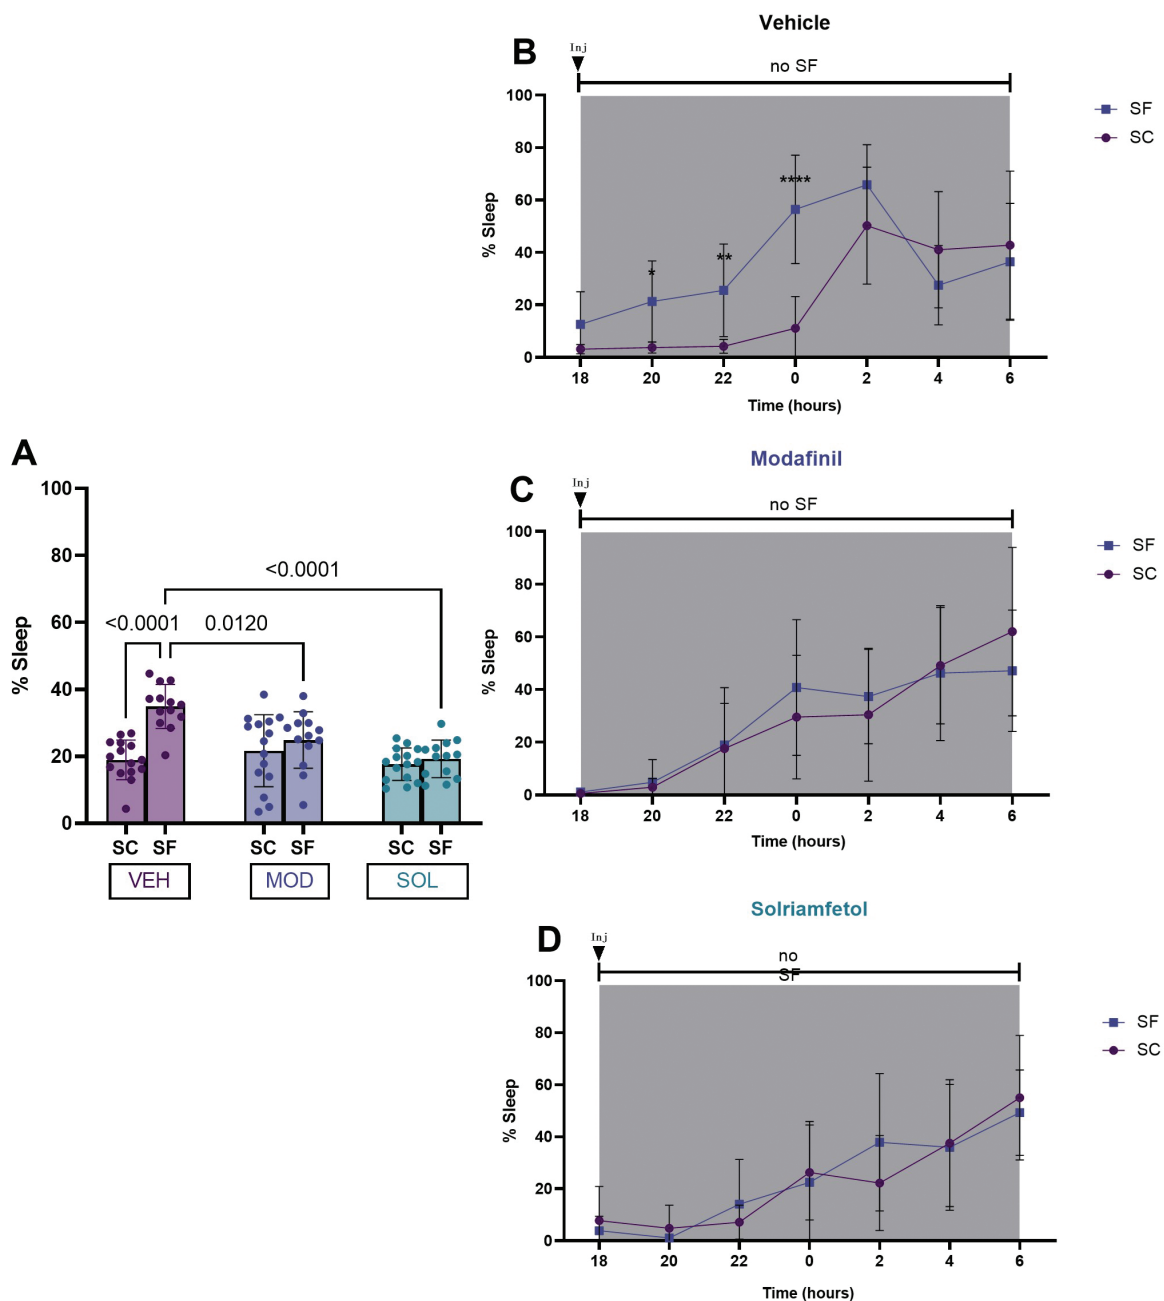 Vehicle
B
Inj
no SF
100
80
60
40
20
0
% Sleep
****
**
*
18 20 22 0 2 4 6
Time (hours)
SF
SC
A
100
80
60
40
20
0
% Sleep
<0.0001
<0.0001 0.0120
SC SF SC SF SC SF
VEH MOD SOL
Modafinil
C
Inj
no SF
100
80
60
40
20
0
% Sleep
18 20 22 0 2 4 6
Time (hours)
SF
SC
Solriamfetol
D
Inj
no
SF
100
80
60
40
20
0
% Sleep
18 20 22 0 2 4 6
Time (hours)
SF
SC